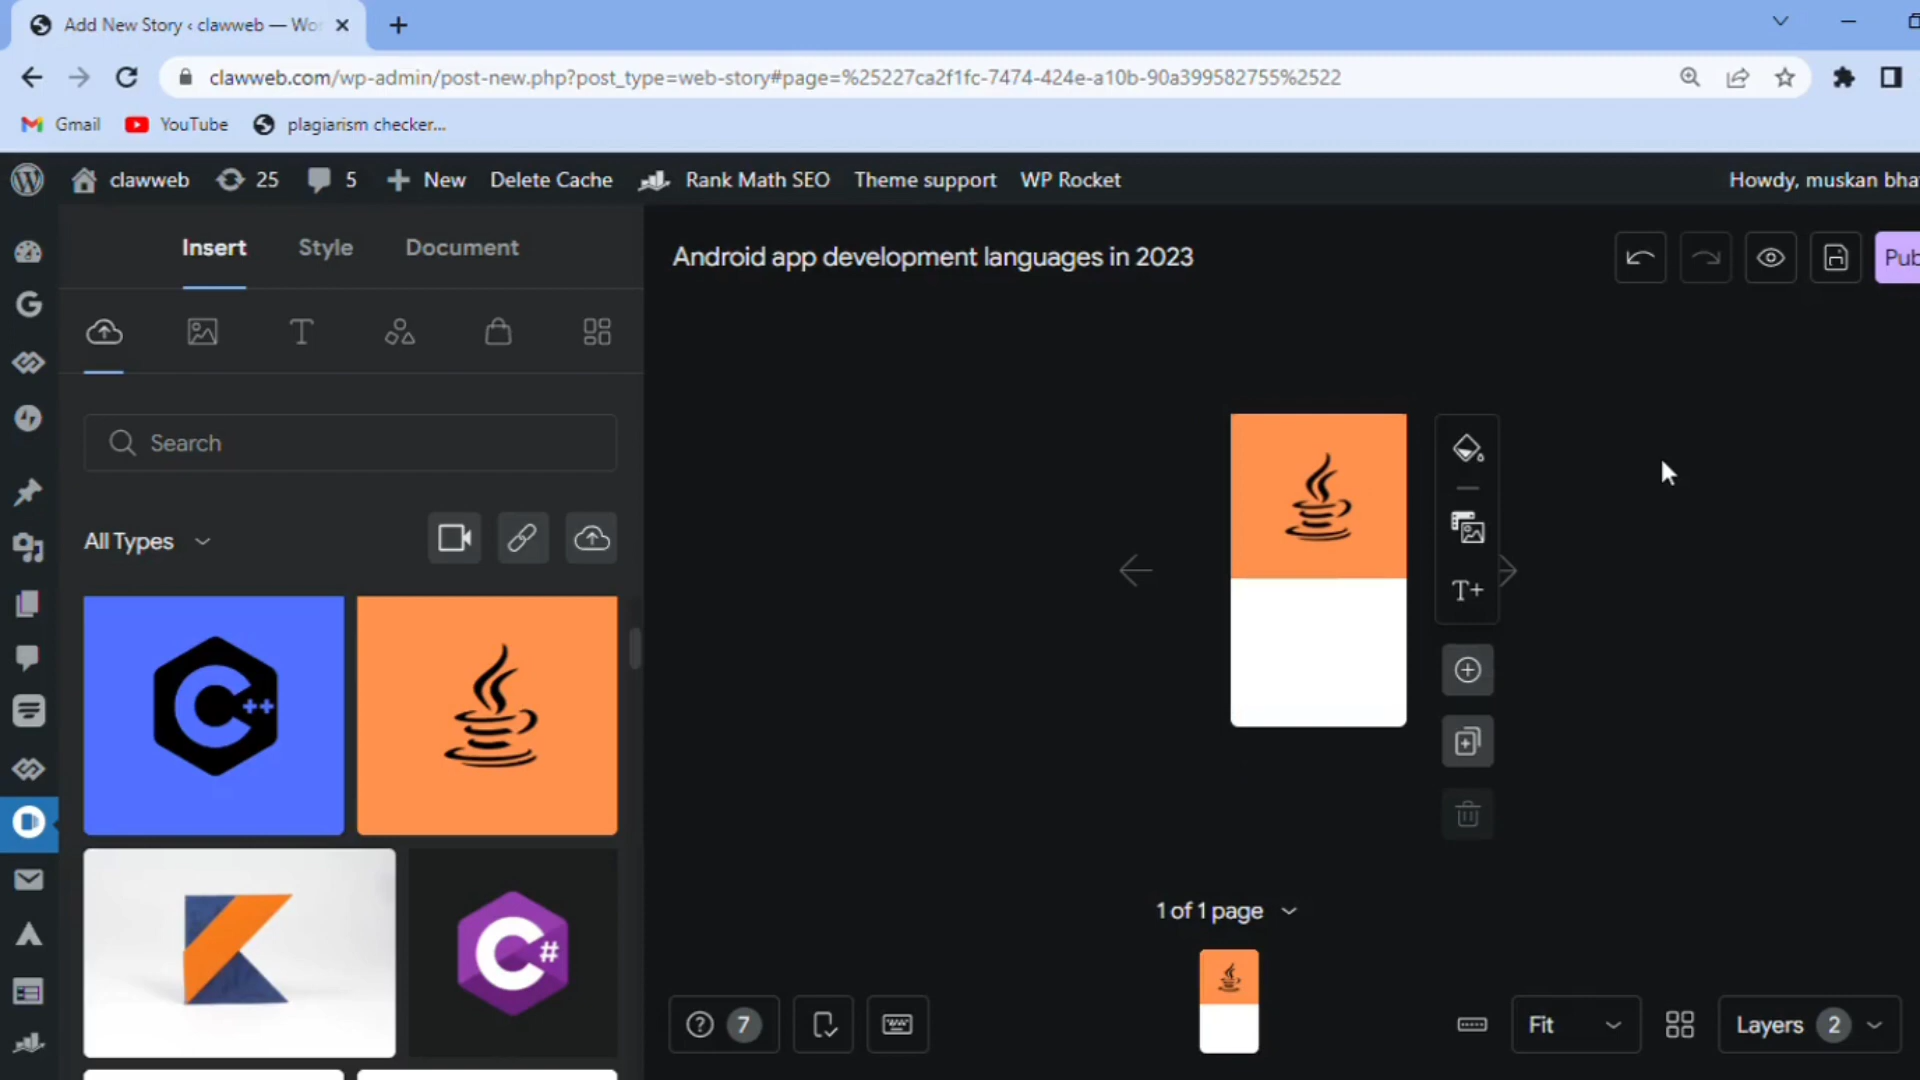 Add New Story ‹ clawweb — Wor
clawweb.com/wp-admin/post-new.php?post_type=web-story#page=%25227ca2f1fc-7474-424e-a10b-90a399582755%2522
Gmail YouTube plagiarism checker...
clawweb 25 5 New Delete Cache Rank Math SEO Theme support WP Rocket Howdy, muskan bha
Insert Style Document
Android app development languages in 2023
Pub
Search
All Types
C++
C#
T+
1 of 1 page
7
Fit
Layers 2